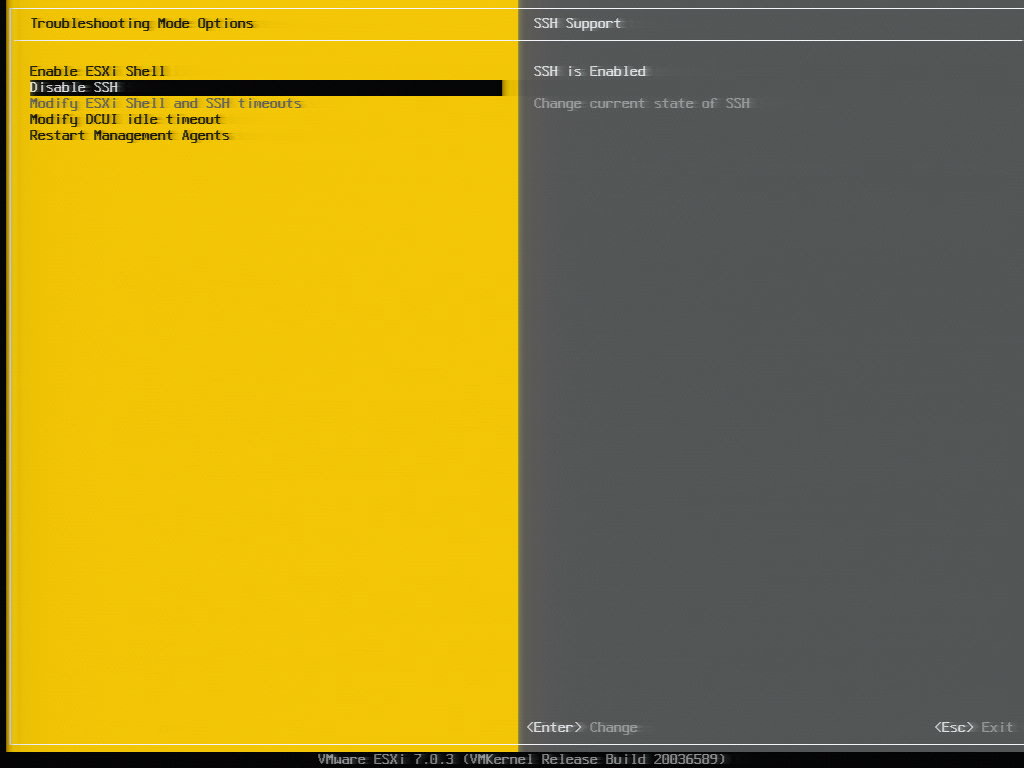 Troubleshooting Mode Options
SSH Support
Enable ESXi Shell
Disable SSH
Modify ESXi Shell and SSH timeouts
Modify DCUI idle timeout
Restart Management Agents
SSH is Enabled
Change current state of SSH
<Enter> Change
<Esc> Exit
VMware ESXi 7.0.3 (VMKernel Release Build 20036589)